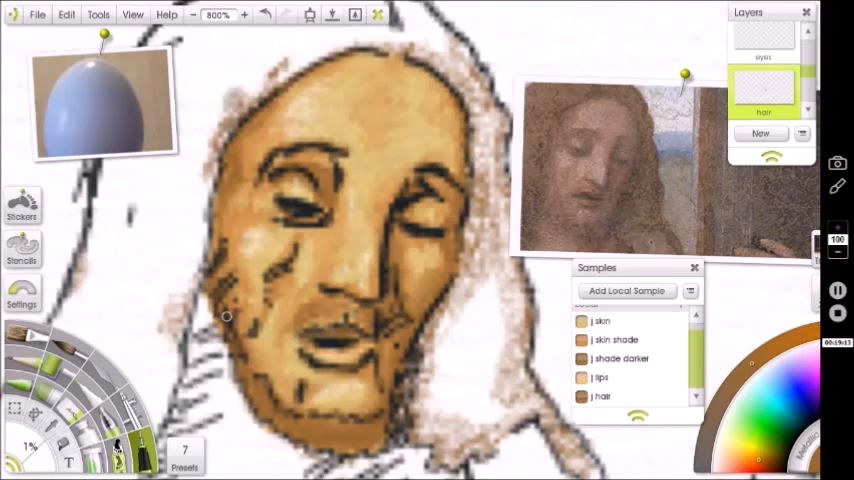 File Edit Tools View Help − 800% +
Layers
eyes
hair
New
Stickers
Stencils
Settings
Samples
Add Local Sample
j skin
j skin shade
j shade darker
j lips
j hair
100
00:19:13
1%
T
7
Presets
Metallic